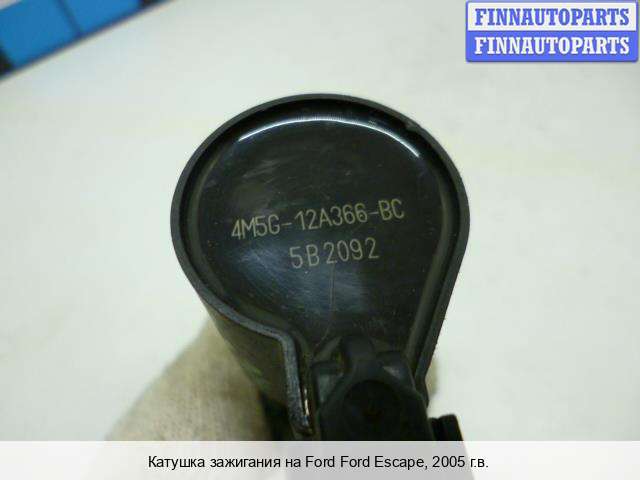 FINNAUTOPARTS
FINNAUTOPARTS
4M5G-12A366-BC
5B2092
Катушка зажигания на Ford Ford Escape, 2005 г.в.